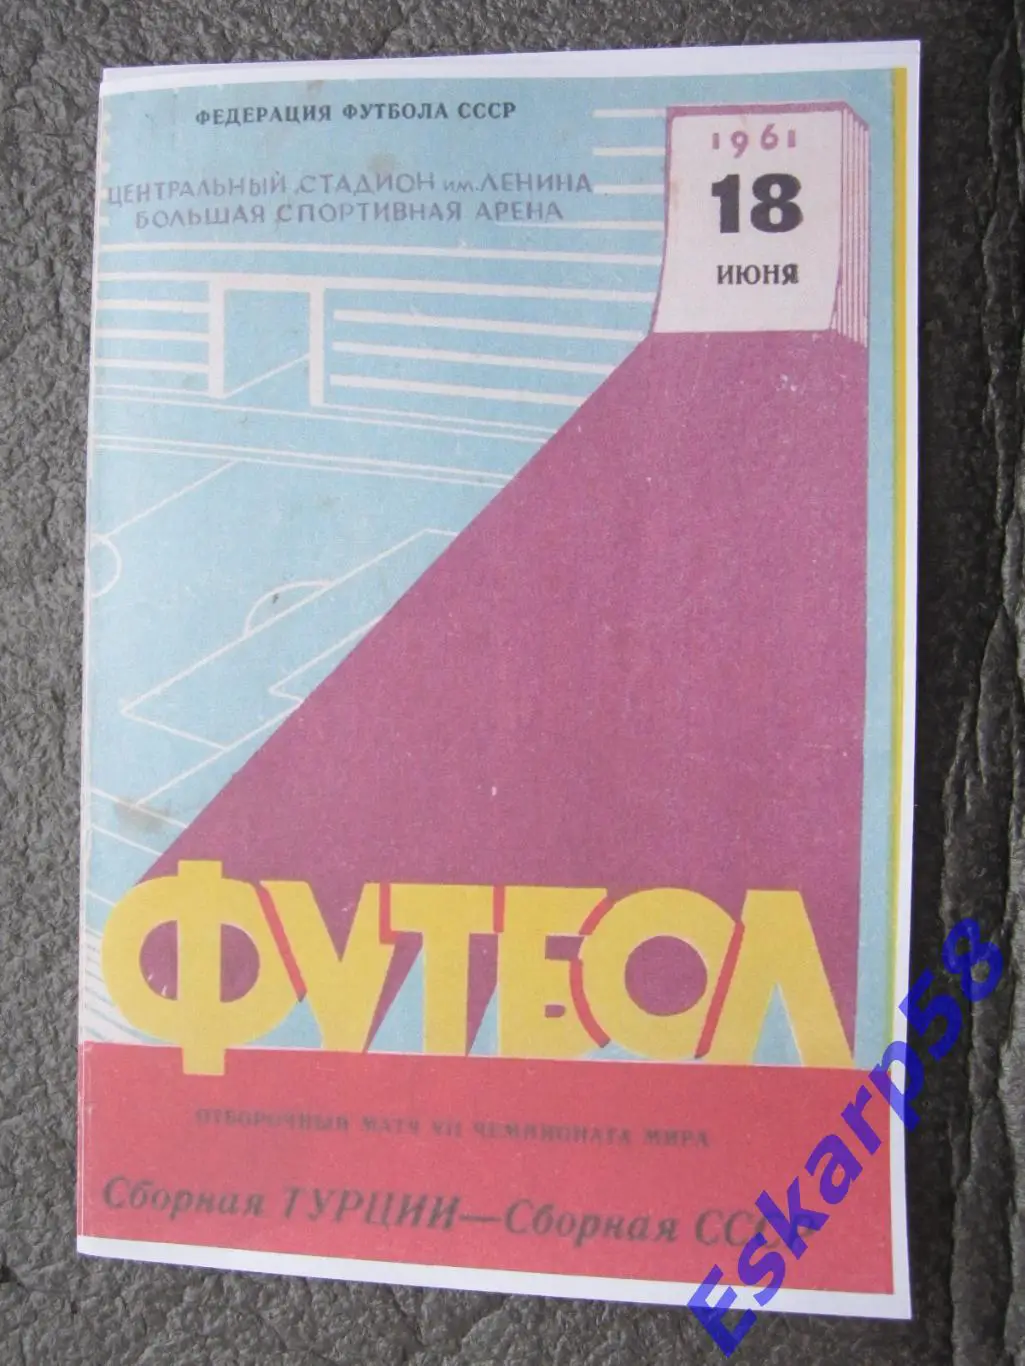 ФЕДЕРАЦИЯ ФУТБОЛА СССР
ЦЕНТРАЛЬНЫЙ СТАДИОН им. ЛЕНИНА
БОЛЬШАЯ СПОРТИВНАЯ АРЕНА
1961
18
ИЮНЯ
ФУТБОЛ
ОТБОРОЧНЫЙ МАТЧ VII ЧЕМПИОНАТА МИРА
Сборная ТУРЦИИ—Сборная СССР
Eskarp58